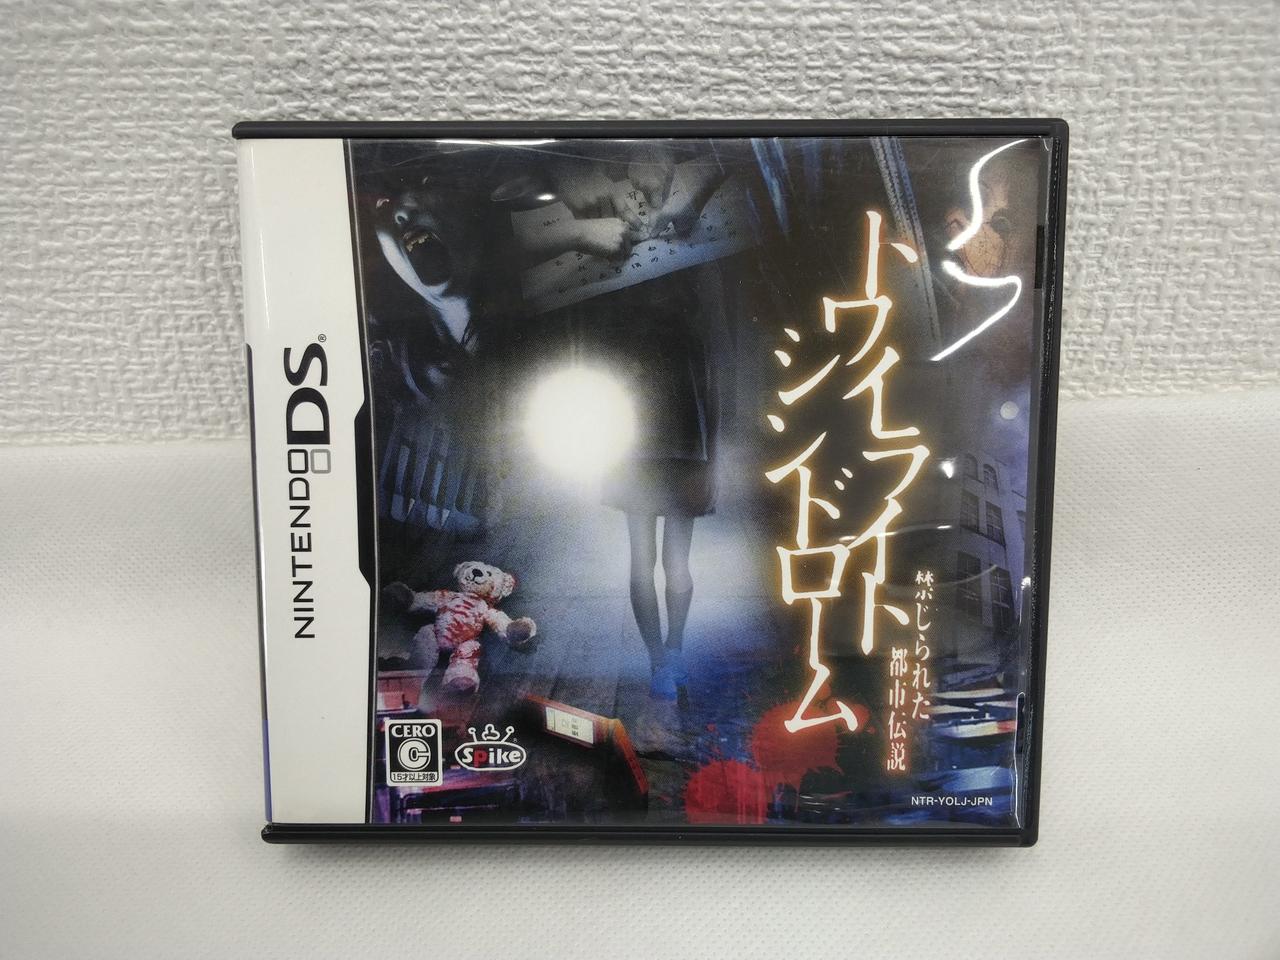 NINTENDO DS®
トワイライト
シンドローム
禁じられた
都市伝説
CERO
C
15才以上対象
Spike
NTR-YOLJ-JPN